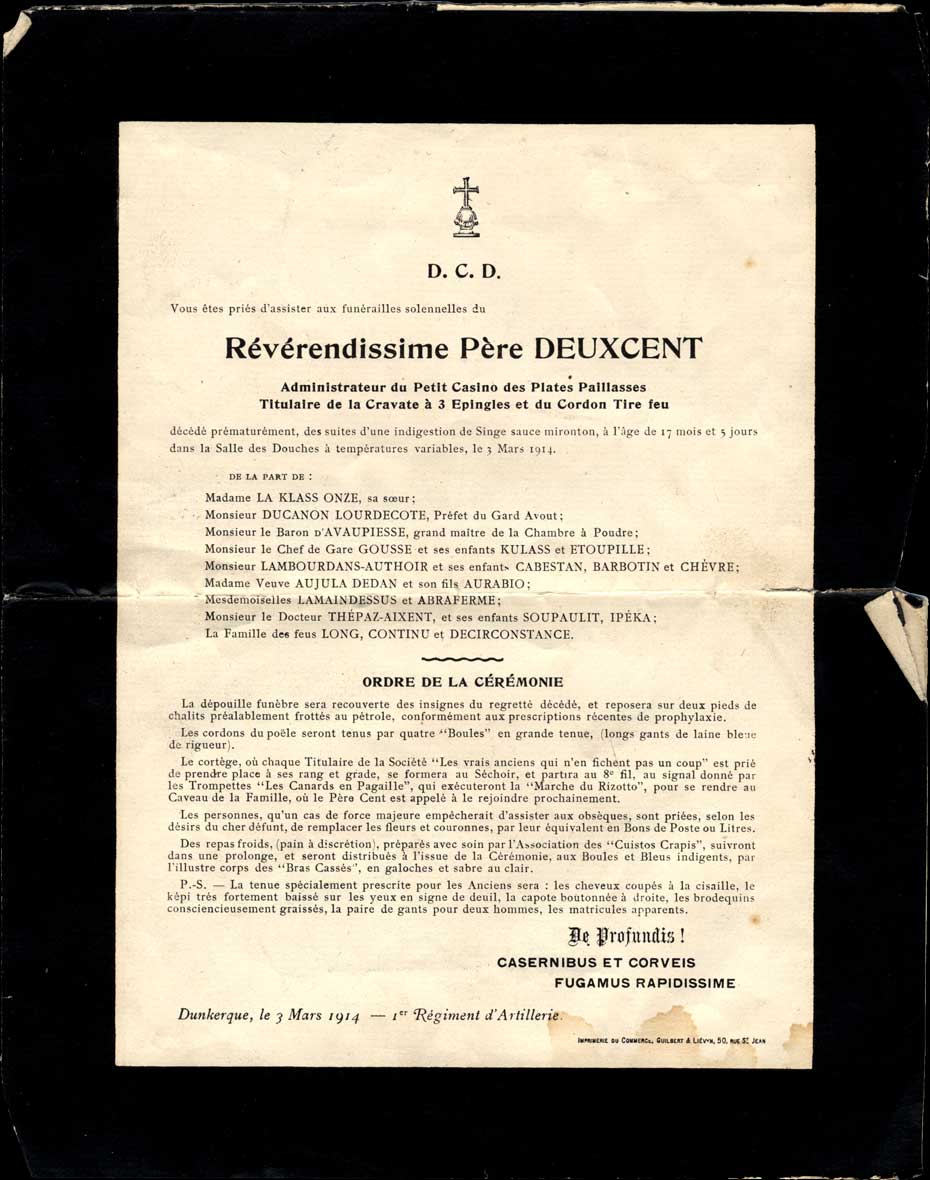 D. C. D.
Vous êtes priés d'assister aux funérailles solennelles du
Révérendissime Père DEUXCENT
Administrateur du Petit Casino des Plates Paillasses
Titulaire de la Cravate à 3 Epingles et du Cordon Tire feu
décédé prématurément, des suites d'une indigestion de Singe sauce mironton, à l'âge de 17 mois et 5 jours
dans la Salle des Douches à températures variables, le 3 Mars 1914.
DE LA PART DE :
Madame LA KLASS ONZE, sa sœur;
Monsieur DUCANON LOURDECOTE, Préfet du Gard Avout;
Monsieur le Baron D'AVAUPIESSE, grand maître de la Chambre à Poudre;
Monsieur le Chef de Gare GOUSSE et ses enfants KULASS et ETOUPILLE;
Monsieur LAMBOURDANS-AUTHOIR et ses enfants CABESTAN, BARBOTIN et CHÈVRE;
Madame Veuve AUJULA DEDAN et son fils AURABIO;
Mesdemoiselles LAMAINDESSUS et ABRAFERME;
Monsieur le Docteur THÉPAZ-AIXENT, et ses enfants SOUPAULIT, IPÉKA;
La Famille des feus LONG, CONTINU et DECIRCONSTANCE.
ORDRE DE LA CÉRÉMONIE
La dépouille funèbre sera recouverte des insignes du regretté décédé, et reposera sur deux pieds de
chalits préalablement frottés au pétrole, conformément aux prescriptions récentes de prophylaxie.
Les cordons du poële seront tenus par quatre "Boules" en grande tenue, (longs gants de laine bleue
de rigueur).
Le cortège, où chaque Titulaire de la Société "Les vrais anciens qui n'en fichent pas un coup" est prié
de prendre place à ses rang et grade, se formera au Séchoir, et partira au 8e fil, au signal donné par
les Trompettes "Les Canards en Pagaille", qui exécuteront la "Marche du Rizotto", pour se rendre au
Caveau de la Famille, où le Père Cent est appelé à le rejoindre prochainement.
Les personnes, qu'un cas de force majeure empêcherait d'assister aux obsèques, sont priées, selon les
désirs du cher défunt, de remplacer les fleurs et couronnes, par leur équivalent en Bons de Poste ou Litres.
Des repas froids, (pain à discrétion), préparés avec soin par l'Association des "Cuistos Crapis", suivront
dans une prolonge, et seront distribués à l'issue de la Cérémonie, aux Boules et Bleus indigents, par
l'illustre corps des "Bras Cassés", en galoches et sabre au clair.
P.-S. — La tenue spécialement prescrite pour les Anciens sera : les cheveux coupés à la cisaille, le
képi trés fortement baissé sur les yeux en signe de deuil, la capote boutonnée à droite, les brodequins
consciencieusement graissés, la paire de gants pour deux hommes, les matricules apparents.
De Profundis !
CASERNIBUS ET CORVEIS
FUGAMUS RAPIDISSIME
Dunkerque, le 3 Mars 1914 — 1er Régiment d'Artillerie.
IMPRIMERIE DU COMMERCE, GUILBERT & LIÉVIN, 50, RUE ST JEAN